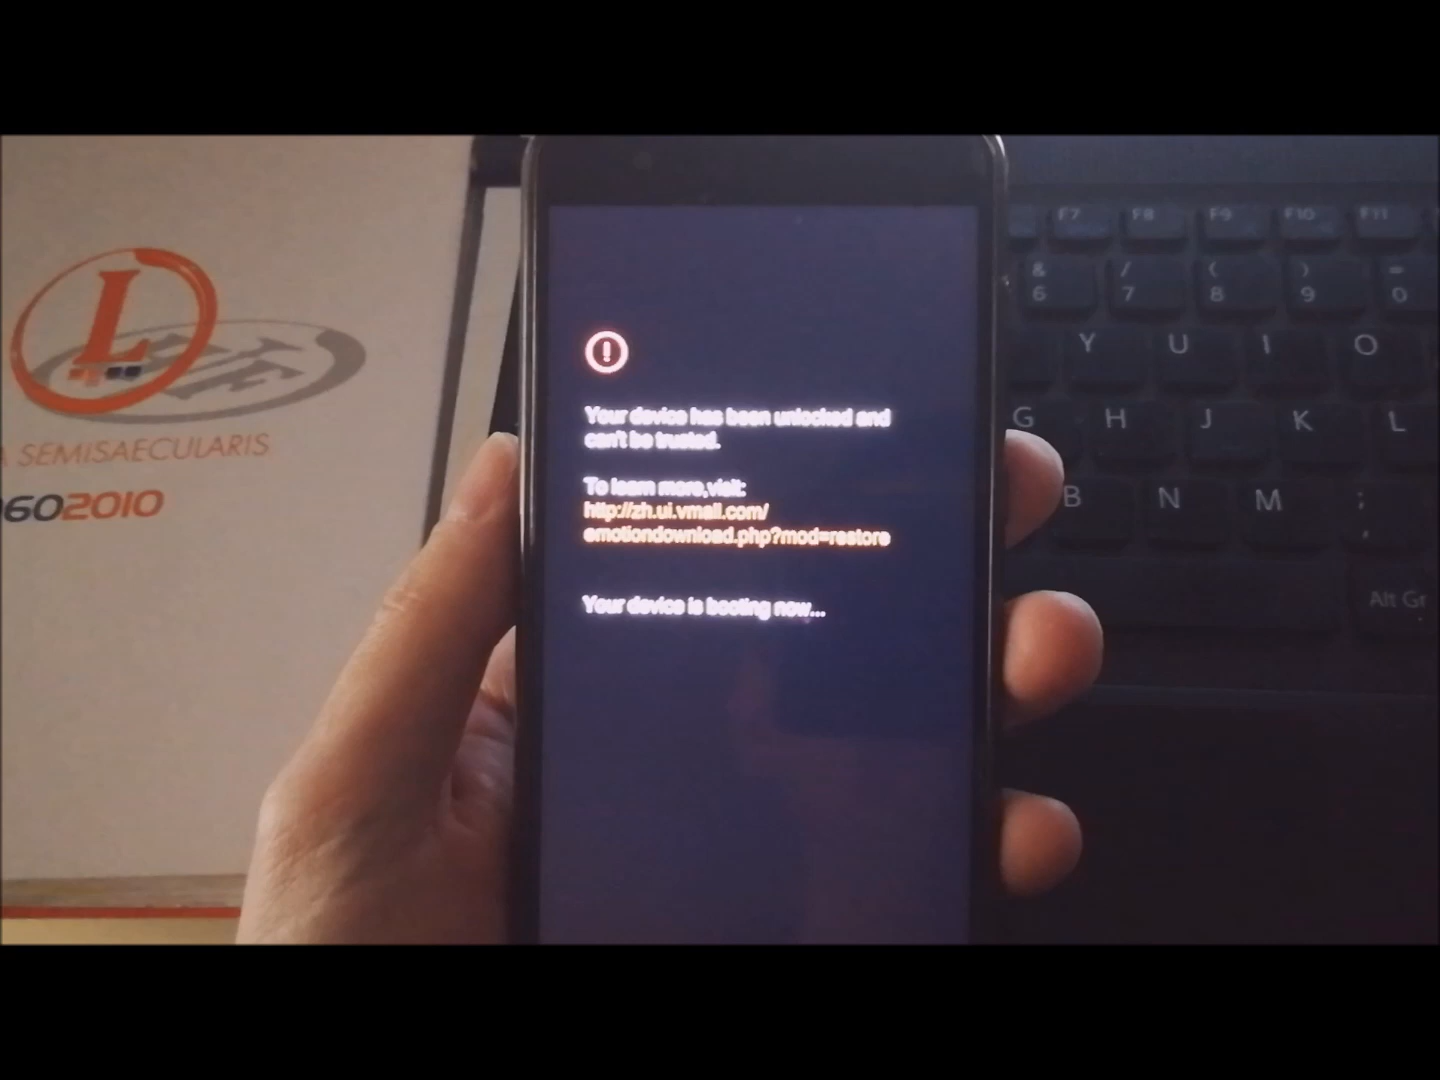 L
A SEMISAECULARIS
0602010
Your device has been unlocked and
can't be trusted.
To learn more,visit:
http://zh.ui.vmall.com/
emotiondownload.php?mod=restore
Your device is booting now...
F7 F8 F9 F10 F11
& / ( ) =
6 7 8 9 0
Y U I O
G H J K L
B N M ;
Alt Gr